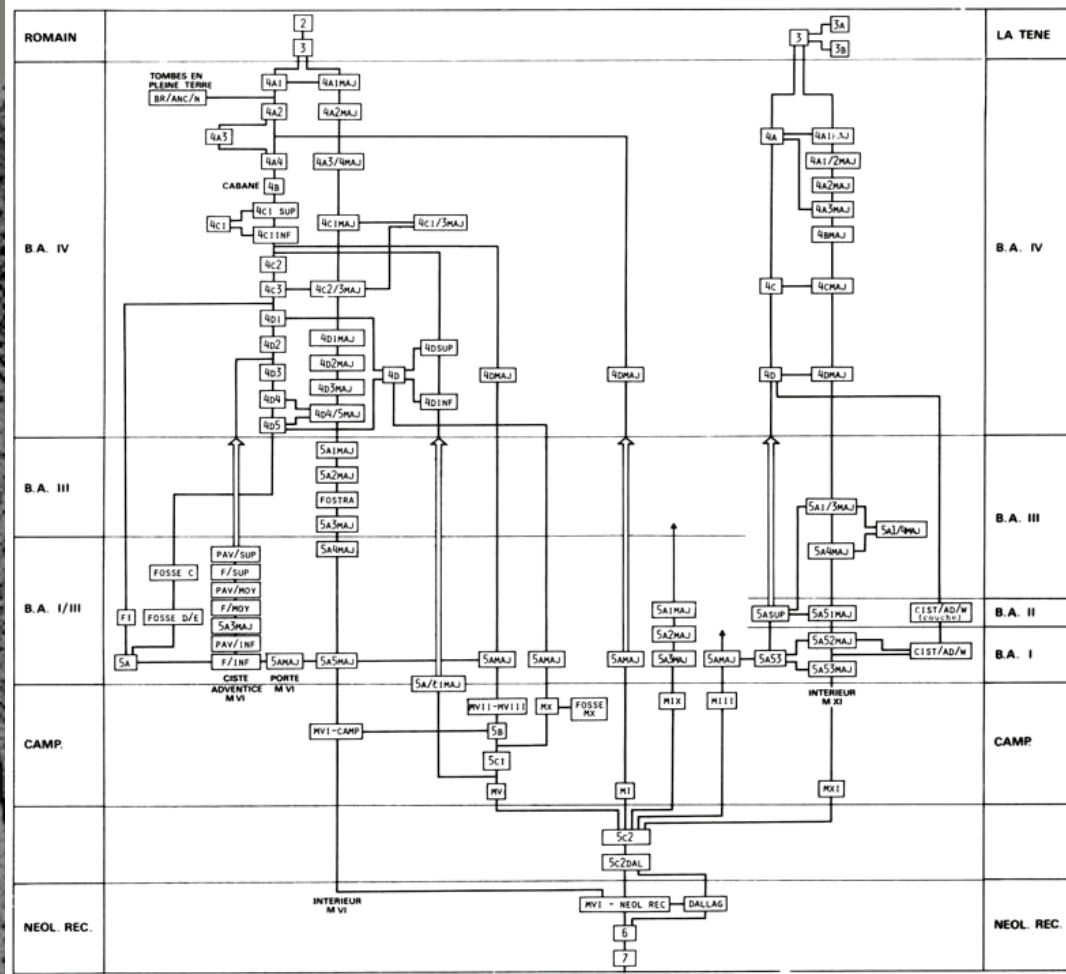 ROMAIN
2
3
3
3A
3B
LA TENE
TOMBES EN
PLEINE TERRE
BR/ANC/N
4A1
4A1MAJ
4A2
4A2MAJ
4A3
4A
4A1MAJ
4A4
4A3/4MAJ
4A1/2MAJ
CABANE
4B
4A2MAJ
4C1 SUP
4A3MAJ
4C1
4C1MAJ
4C1/3MAJ
4C1INF
4BMAJ
B.A. IV
B.A. IV
4C2
4C3
4C2/3MAJ
4C
4CMAJ
4D1
4D2
4D1MAJ
4DSUP
4D3
4D2MAJ
4D
4DMAJ
4DMAJ
4D
4DMAJ
4D4
4D3MAJ
4DINF
4D5
4D4/5MAJ
5A1MAJ
5A2MAJ
B.A. III
FOSTRA
5A1/3MAJ
B.A. III
5A3MAJ
5A1/4MAJ
5A4MAJ
5A4MAJ
PAV/SUP
FOSSE C
F/SUP
PAV/MOY
B.A. I/III
F/MOY
5A1MAJ
5ASUP
5A51MAJ
CIST/AD/W
(couche)
B.A. II
FI
FOSSE D/E
5A3MAJ
5A2MAJ
PAV/INF
5A52MAJ
5A
F/INF
5AMAJ
5A5MAJ
5AMAJ
5AMAJ
5AMAJ
5A3MAJ
5AMAJ
5A53
CIST/AD/W
B.A. I
5A53MAJ
CISTE
ADVENTICE
M VI
PORTE
M VI
INTERIEUR
M XI
MVII-MVIII
MX
FOSSE
MX
MIX
MIII
CAMP.
MVI-CAMP
5B
CAMP.
5C1
MV
MI
MXI
5C2
5C2DAL
INTERIEUR
M VI
MVI - NEOL REC
DALLAG
NEOL. REC.
6
NEOL. REC.
7